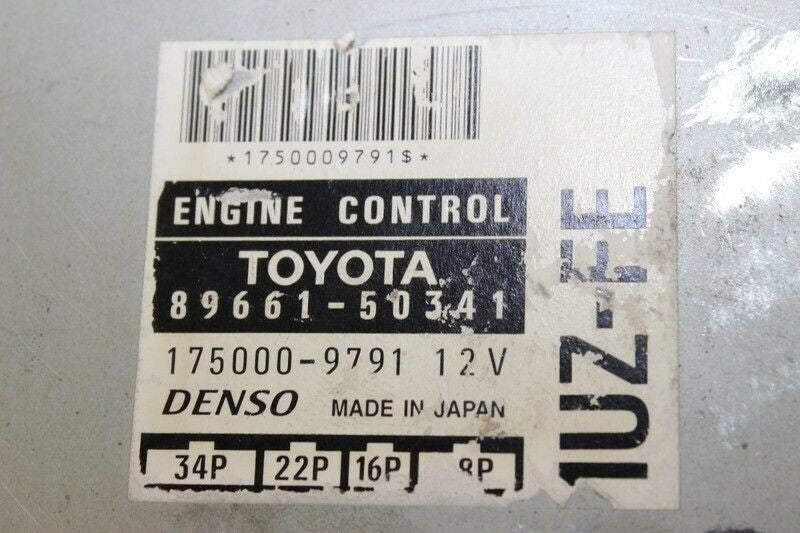 *1750009791$*
ENGINE CONTROL
TOYOTA
89661-50341
175000-9791 12V
DENSO MADE IN JAPAN
34P 22P 16P 8P
1UZ-FE